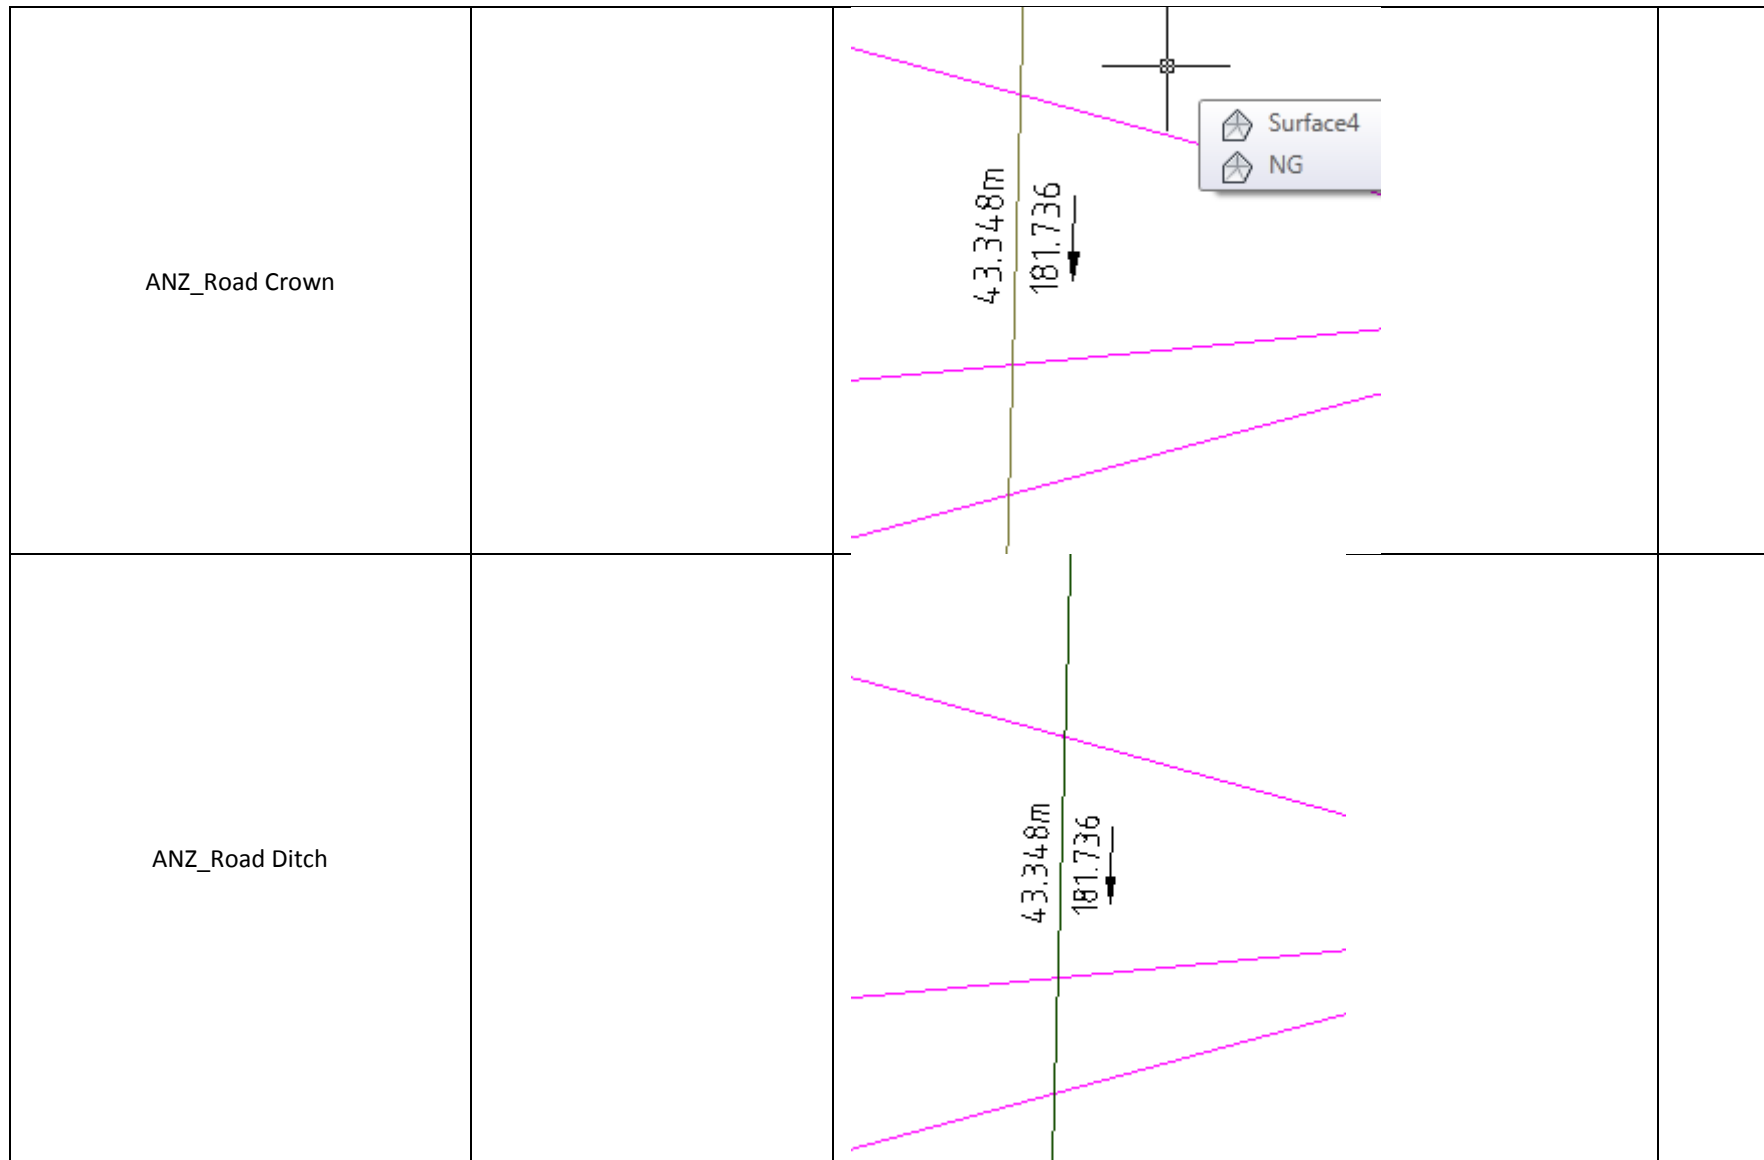 ANZ_Road Crown
43.348m
181.736
Surface4
NG
ANZ_Road Ditch
43.348m
181.736